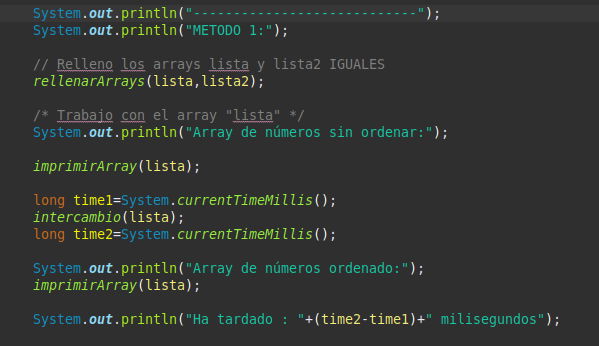 System.out.println("----------------------------");
System.out.println("METODO 1:");
// Relleno los arrays lista y lista2 IGUALES
rellenarArrays(lista,lista2);
/* Trabajo con el array "lista" */
System.out.println("Array de números sin ordenar:");
imprimirArray(lista);
long time1=System.currentTimeMillis();
intercambio(lista);
long time2=System.currentTimeMillis();
System.out.println("Array de números ordenado:");
imprimirArray(lista);
System.out.println("Ha tardado : "+(time2-time1)+" milisegundos");